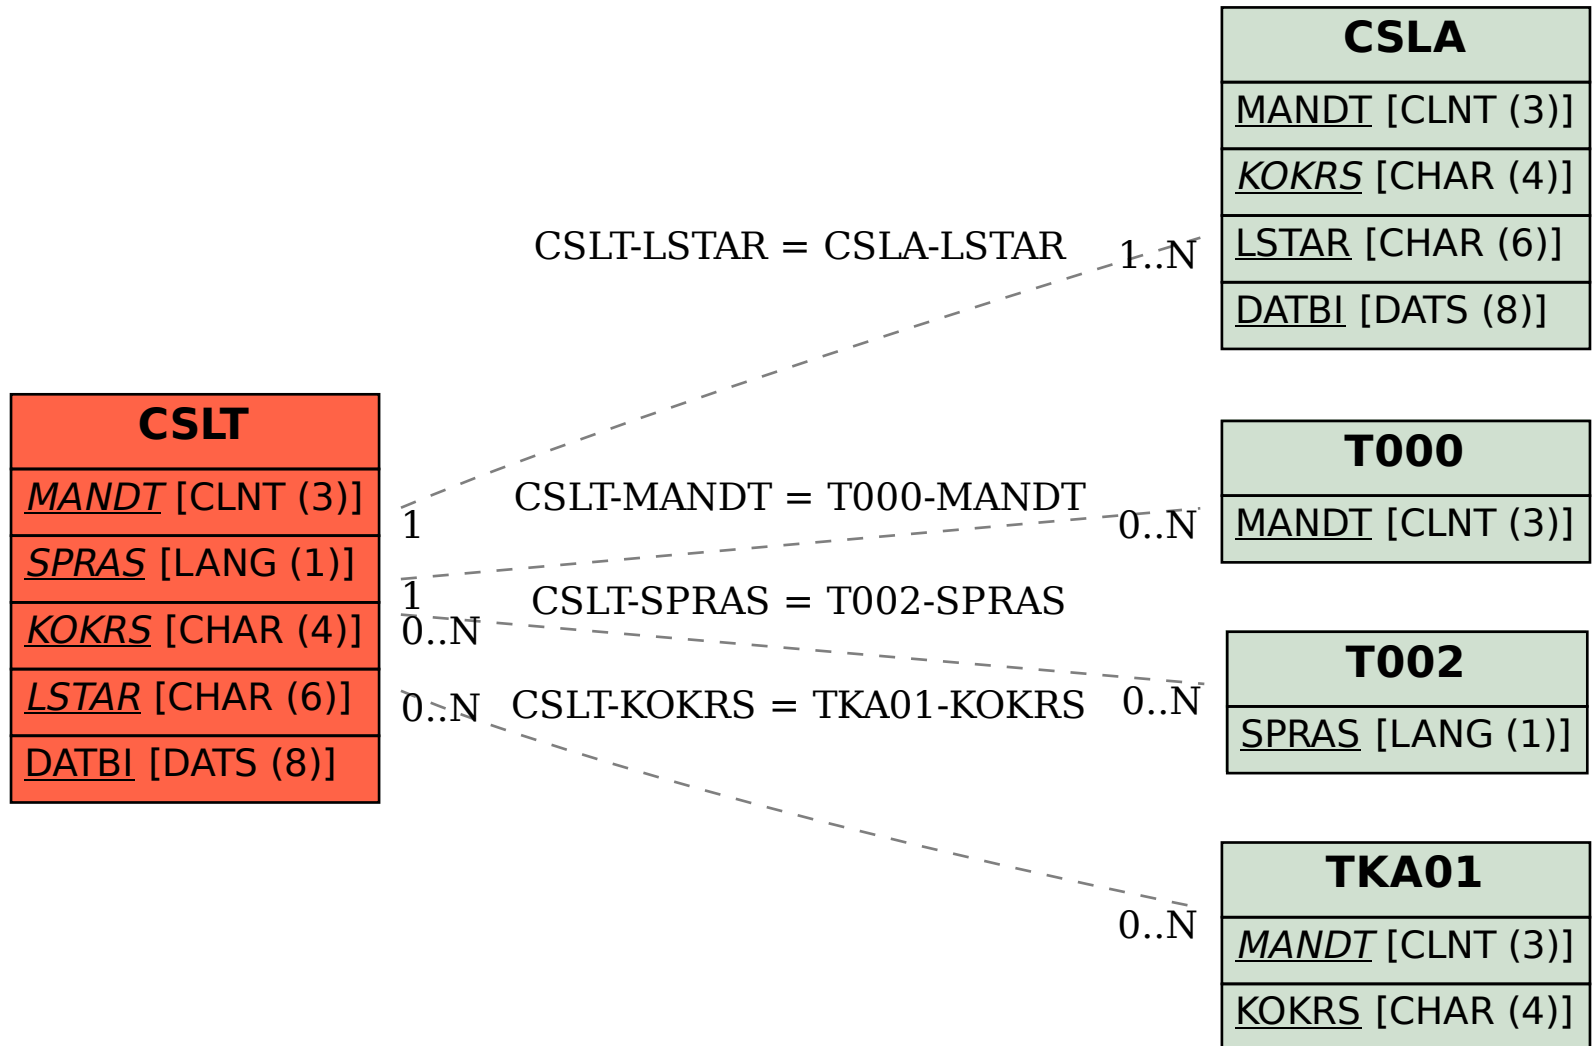 CSLA
MANDT [CLNT (3)]
KOKRS [CHAR (4)]
LSTAR [CHAR (6)]
DATBI [DATS (8)]
CSLT-LSTAR = CSLA-LSTAR
1..N
CSLT
MANDT [CLNT (3)]
SPRAS [LANG (1)]
KOKRS [CHAR (4)]
LSTAR [CHAR (6)]
DATBI [DATS (8)]
1
CSLT-MANDT = T000-MANDT
0..N
T000
MANDT [CLNT (3)]
1
CSLT-SPRAS = T002-SPRAS
0..N
0..N
T002
SPRAS [LANG (1)]
0..N
CSLT-KOKRS = TKA01-KOKRS
0..N
TKA01
MANDT [CLNT (3)]
KOKRS [CHAR (4)]